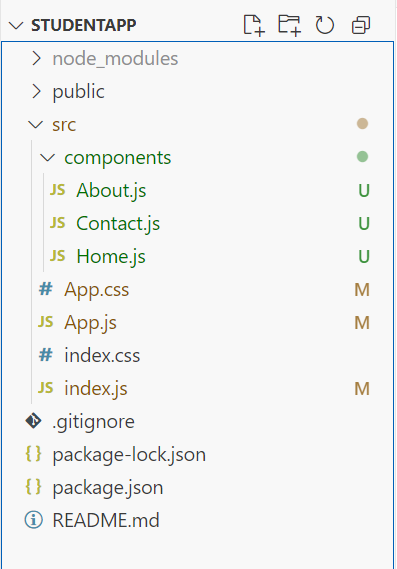 STUDENTAPP
node_modules
public
src
components
JS About.js U
JS Contact.js U
JS Home.js U
# App.css M
JS App.js M
# index.css
JS index.js M
.gitignore
{} package-lock.json
{} package.json
README.md